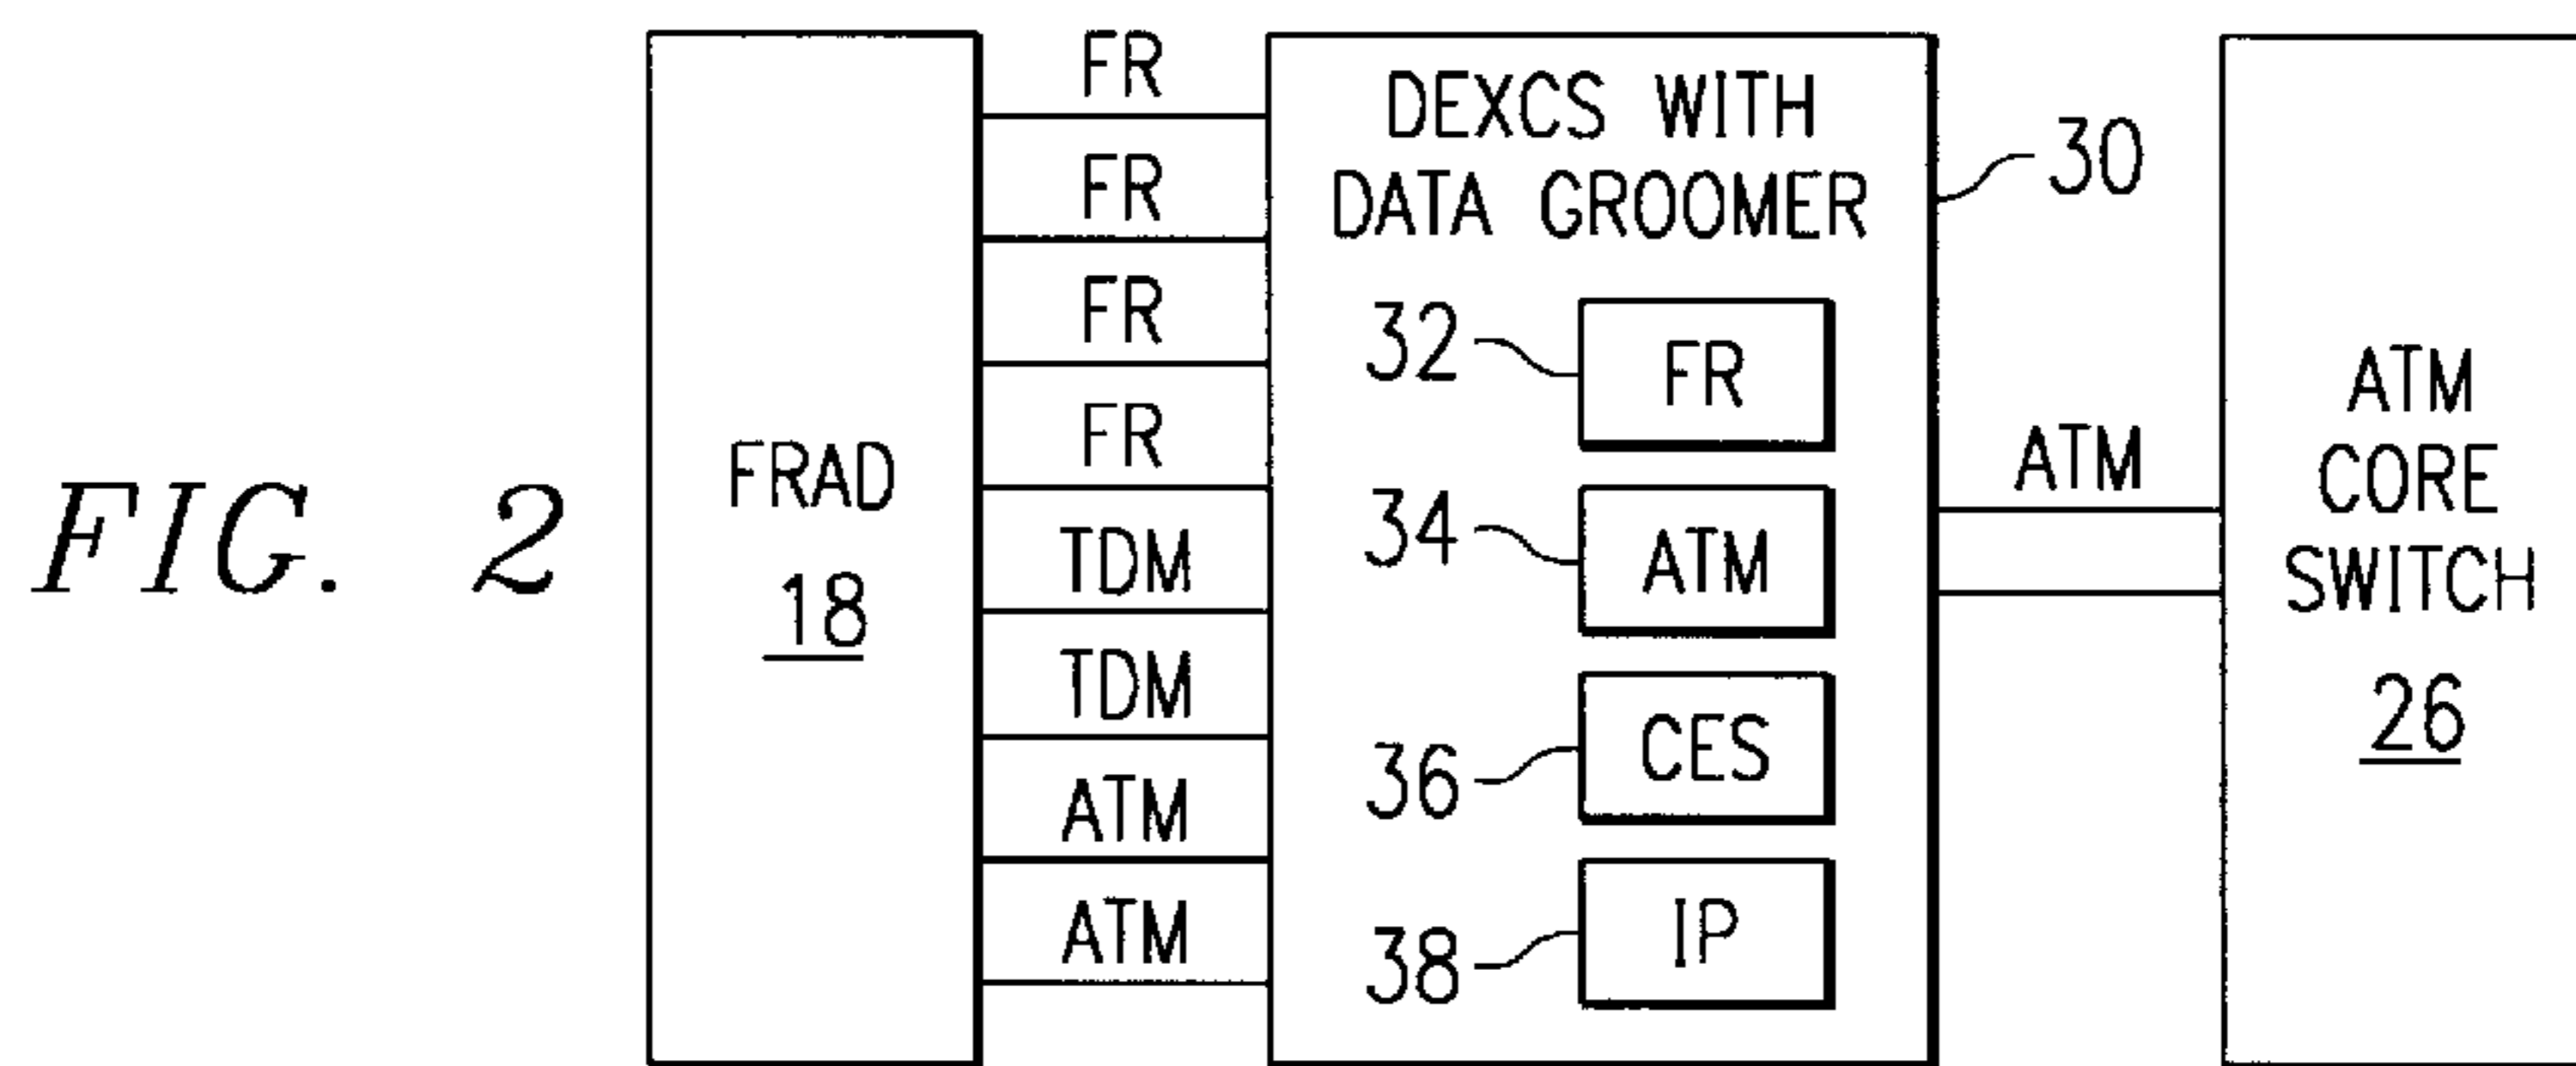 FIG. 2
FRAD
18
FR
FR
FR
FR
TDM
TDM
ATM
ATM
DEXCS WITH
DATA GROOMER
30
32
FR
34
ATM
36
CES
38
IP
ATM
ATM
CORE
SWITCH
26